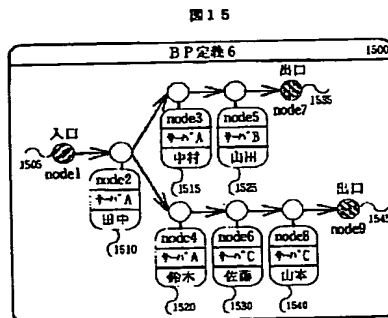 図15
BP定義6
1500
出口
1535
node7
入口
1505
node1
node3
サーバA
中村
1515
node5
サーバB
山田
1525
node2
サーバA
田中
1510
出口
1545
node9
node4
サーバA
鈴木
1520
node6
サーバC
佐藤
1530
node8
サーバC
山本
1540